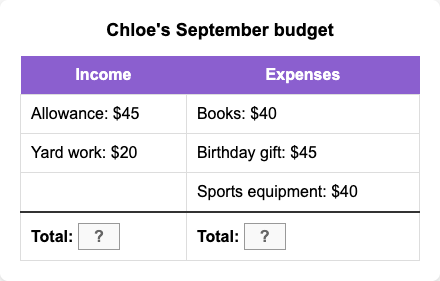 Chloe's September budget
Income Expenses
Allowance: $45 Books: $40
Yard work: $20 Birthday gift: $45
Sports equipment: $40
Total: ? Total: ?